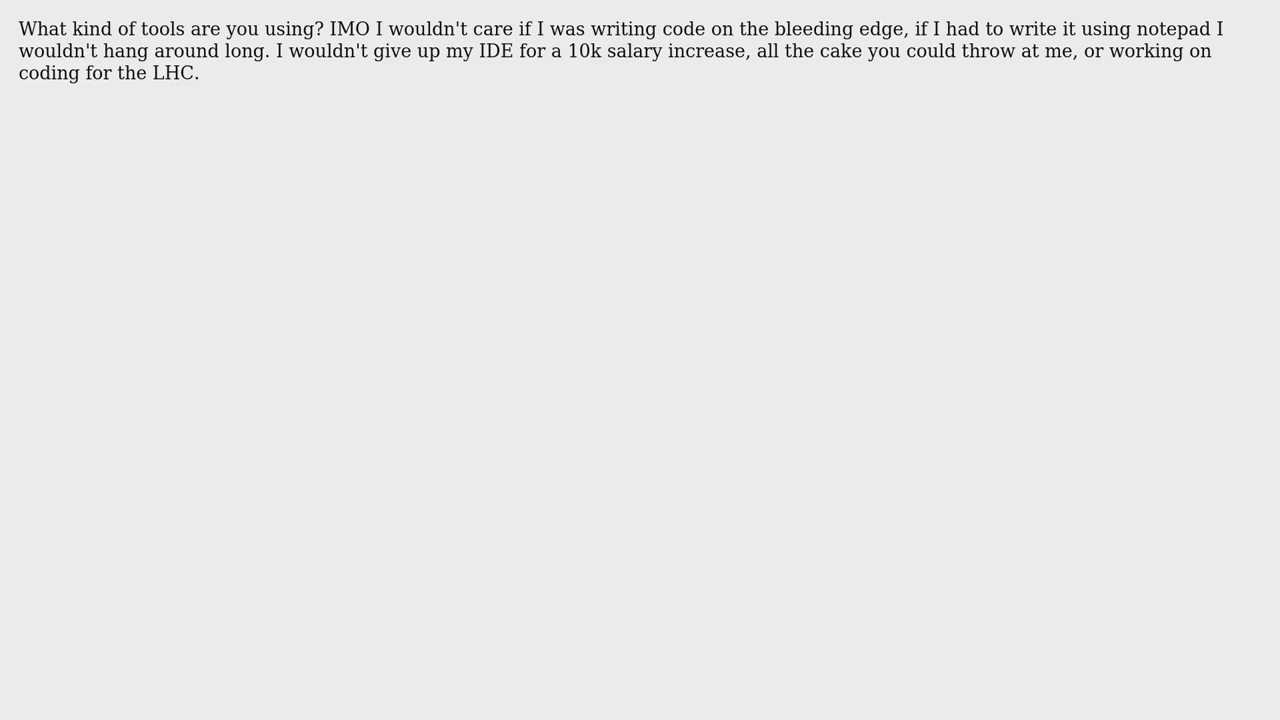 What kind of tools are you using? IMO I wouldn't care if I was writing code on the bleeding edge, if I had to write it using notepad I
wouldn't hang around long. I wouldn't give up my IDE for a 10k salary increase, all the cake you could throw at me, or working on
coding for the LHC.